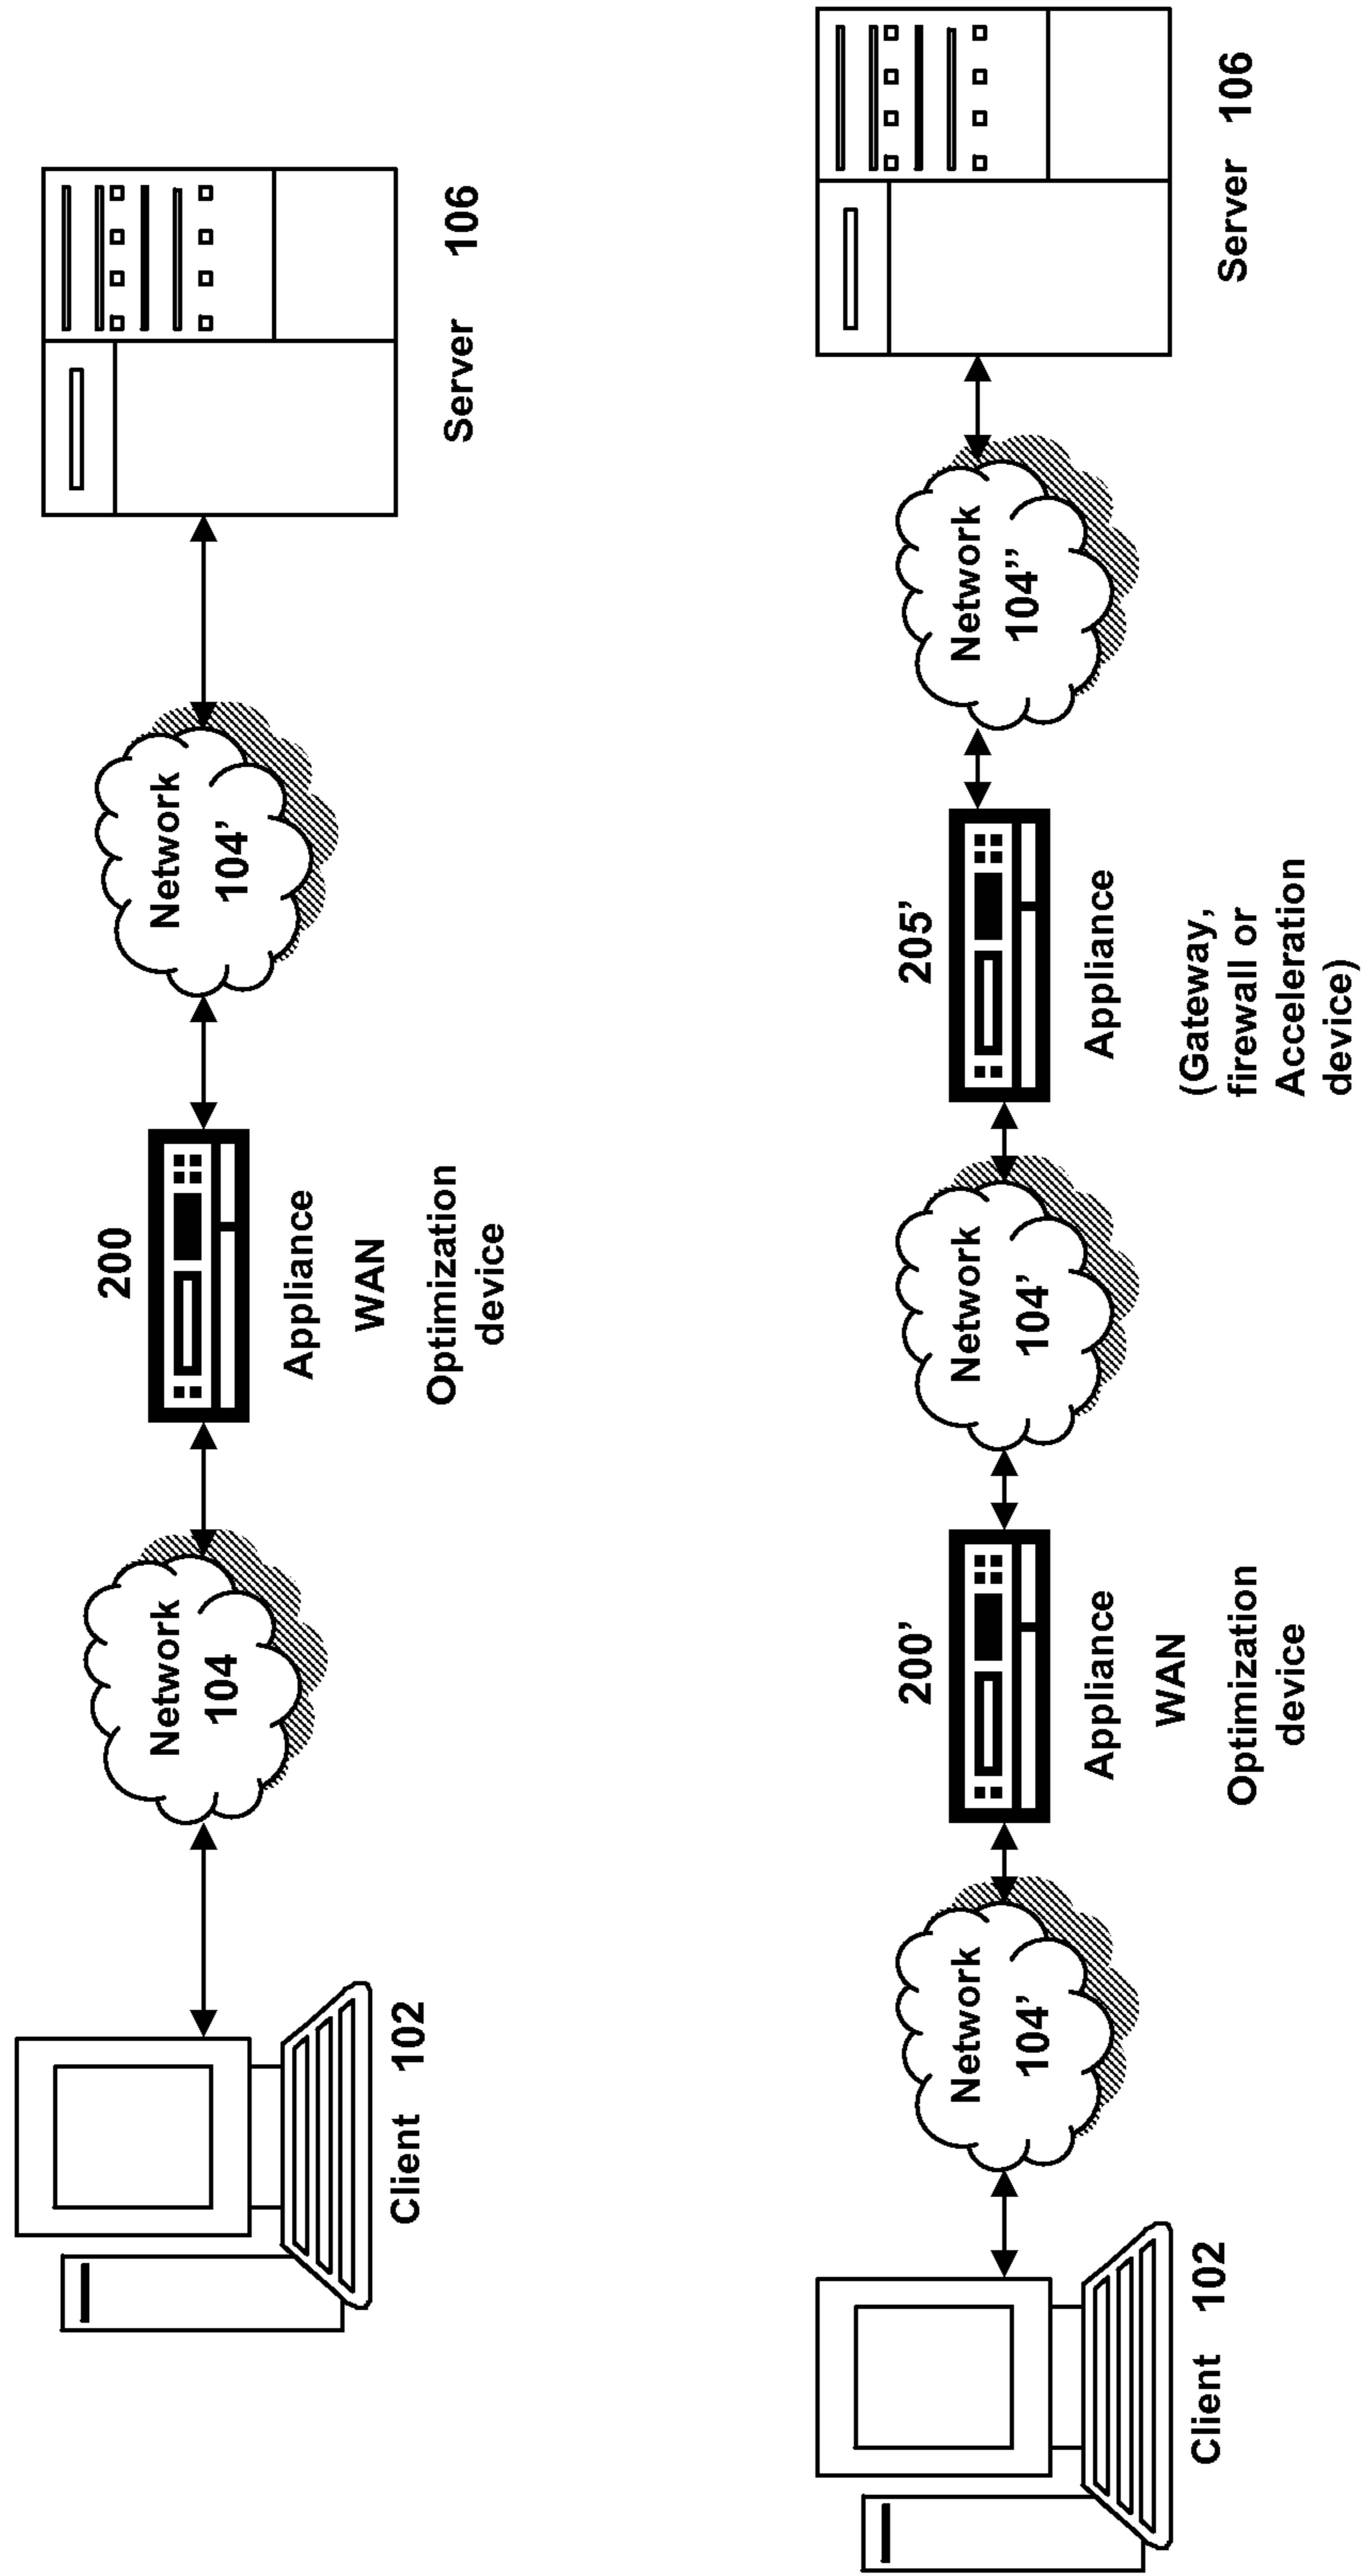 Client 102
Network
104
200
Appliance
WAN
Optimization
device
Network
104'
Server 106
Client 102
Network
104'
200'
Appliance
WAN
Optimization
device
Network
104'
205'
Appliance
(Gateway,
firewall or
Acceleration
device)
Network
104''
Server 106